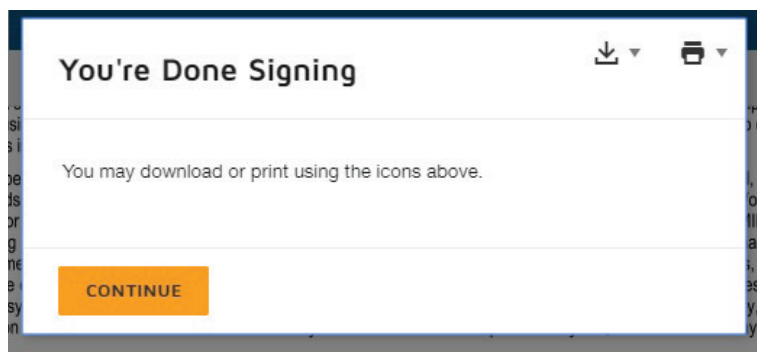 You're Done Signing
You may download or print using the icons above.
CONTINUE